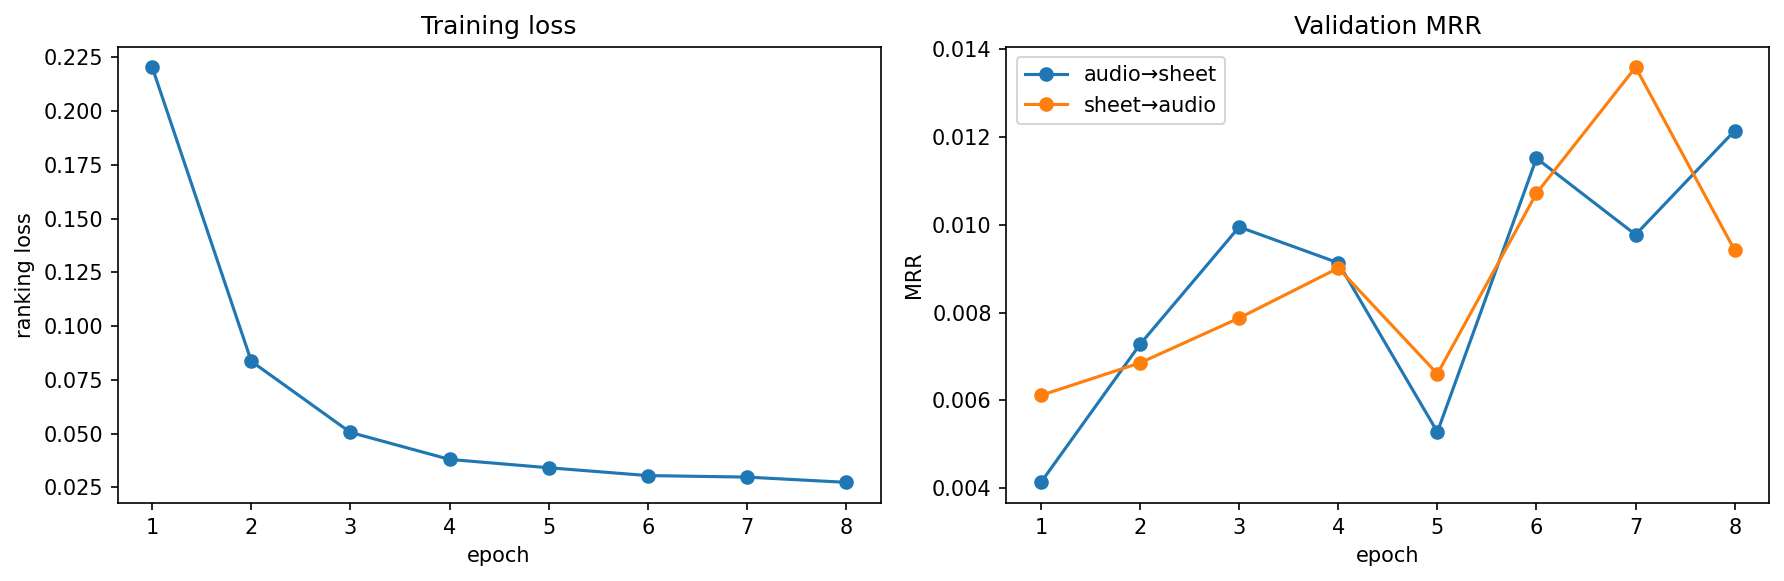 Training loss
ranking loss
0.225
0.200
0.175
0.150
0.125
0.100
0.075
0.050
0.025
1 2 3 4 5 6 7 8
epoch
Validation MRR
audio→sheet
sheet→audio
MRR
0.014
0.012
0.010
0.008
0.006
0.004
1 2 3 4 5 6 7 8
epoch